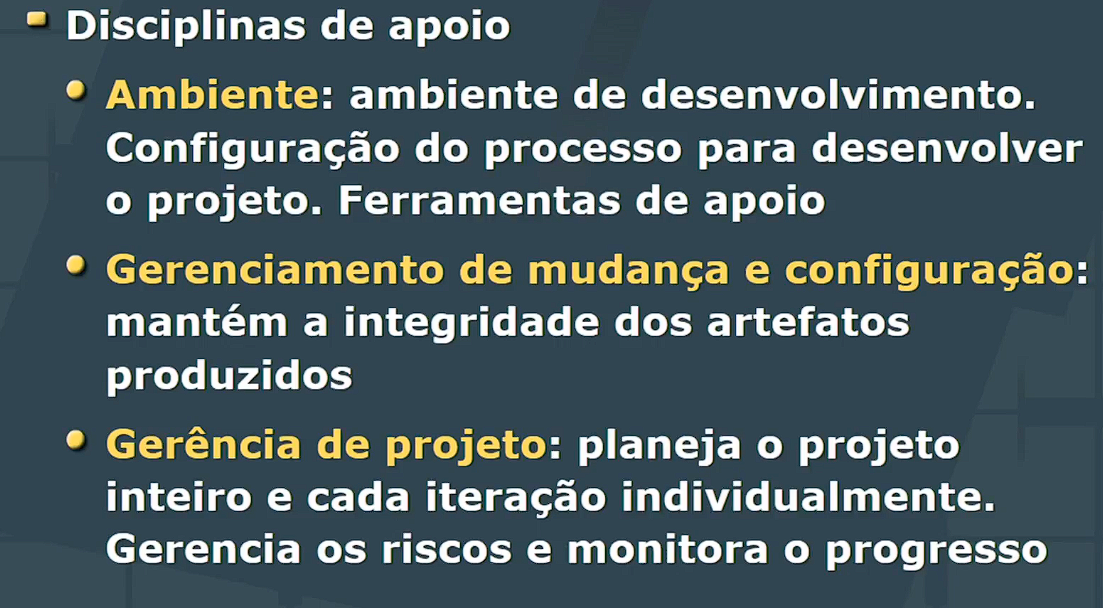 Disciplinas de apoio
Ambiente: ambiente de desenvolvimento.
Configuração do processo para desenvolver
o projeto. Ferramentas de apoio
Gerenciamento de mudança e configuração:
mantém a integridade dos artefatos
produzidos
Gerência de projeto: planeja o projeto
inteiro e cada iteração individualmente.
Gerencia os riscos e monitora o progresso